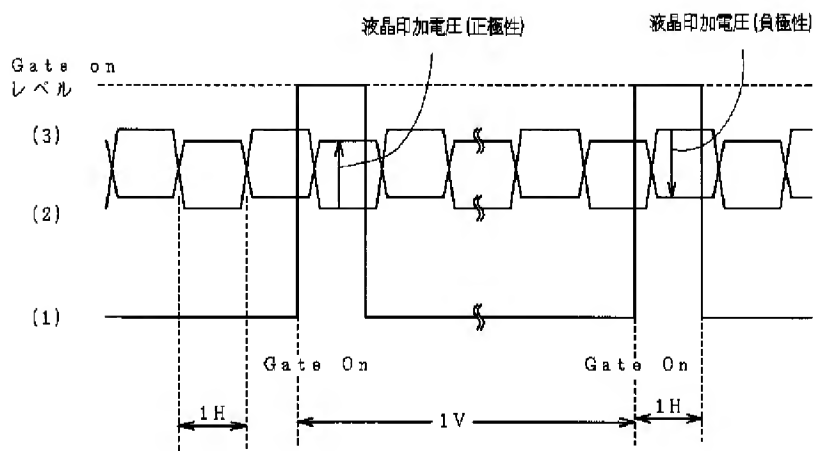 液晶印加電圧(正極性)
液晶印加電圧(負極性)
Gate on
レベル
(3)
(2)
(1)
Gate On
Gate On
1H
1V
1H